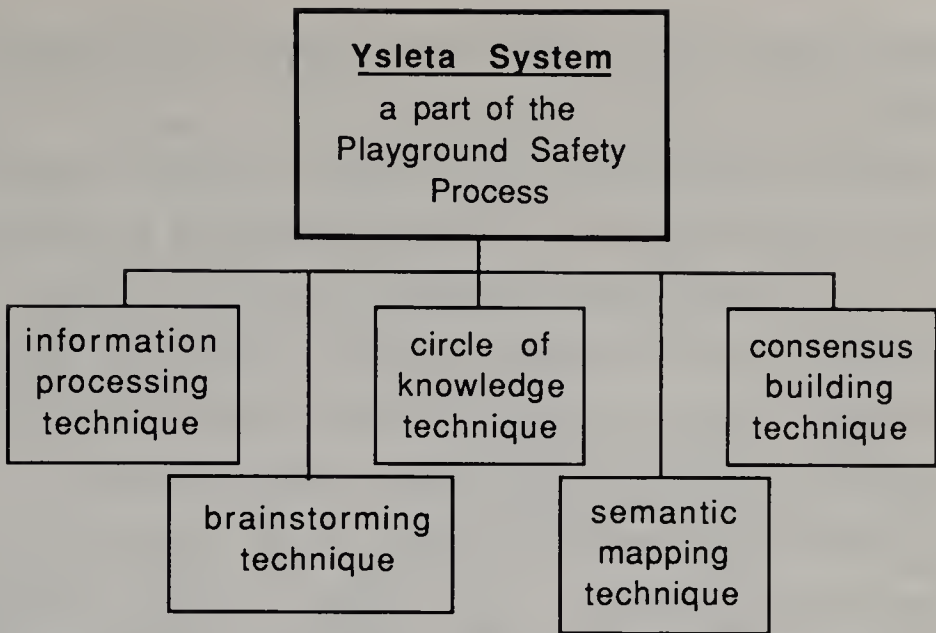 Ysleta System
a part of the
Playground Safety
Process
information
processing
technique
brainstorming
technique
circle of
knowledge
technique
semantic
mapping
technique
consensus
building
technique